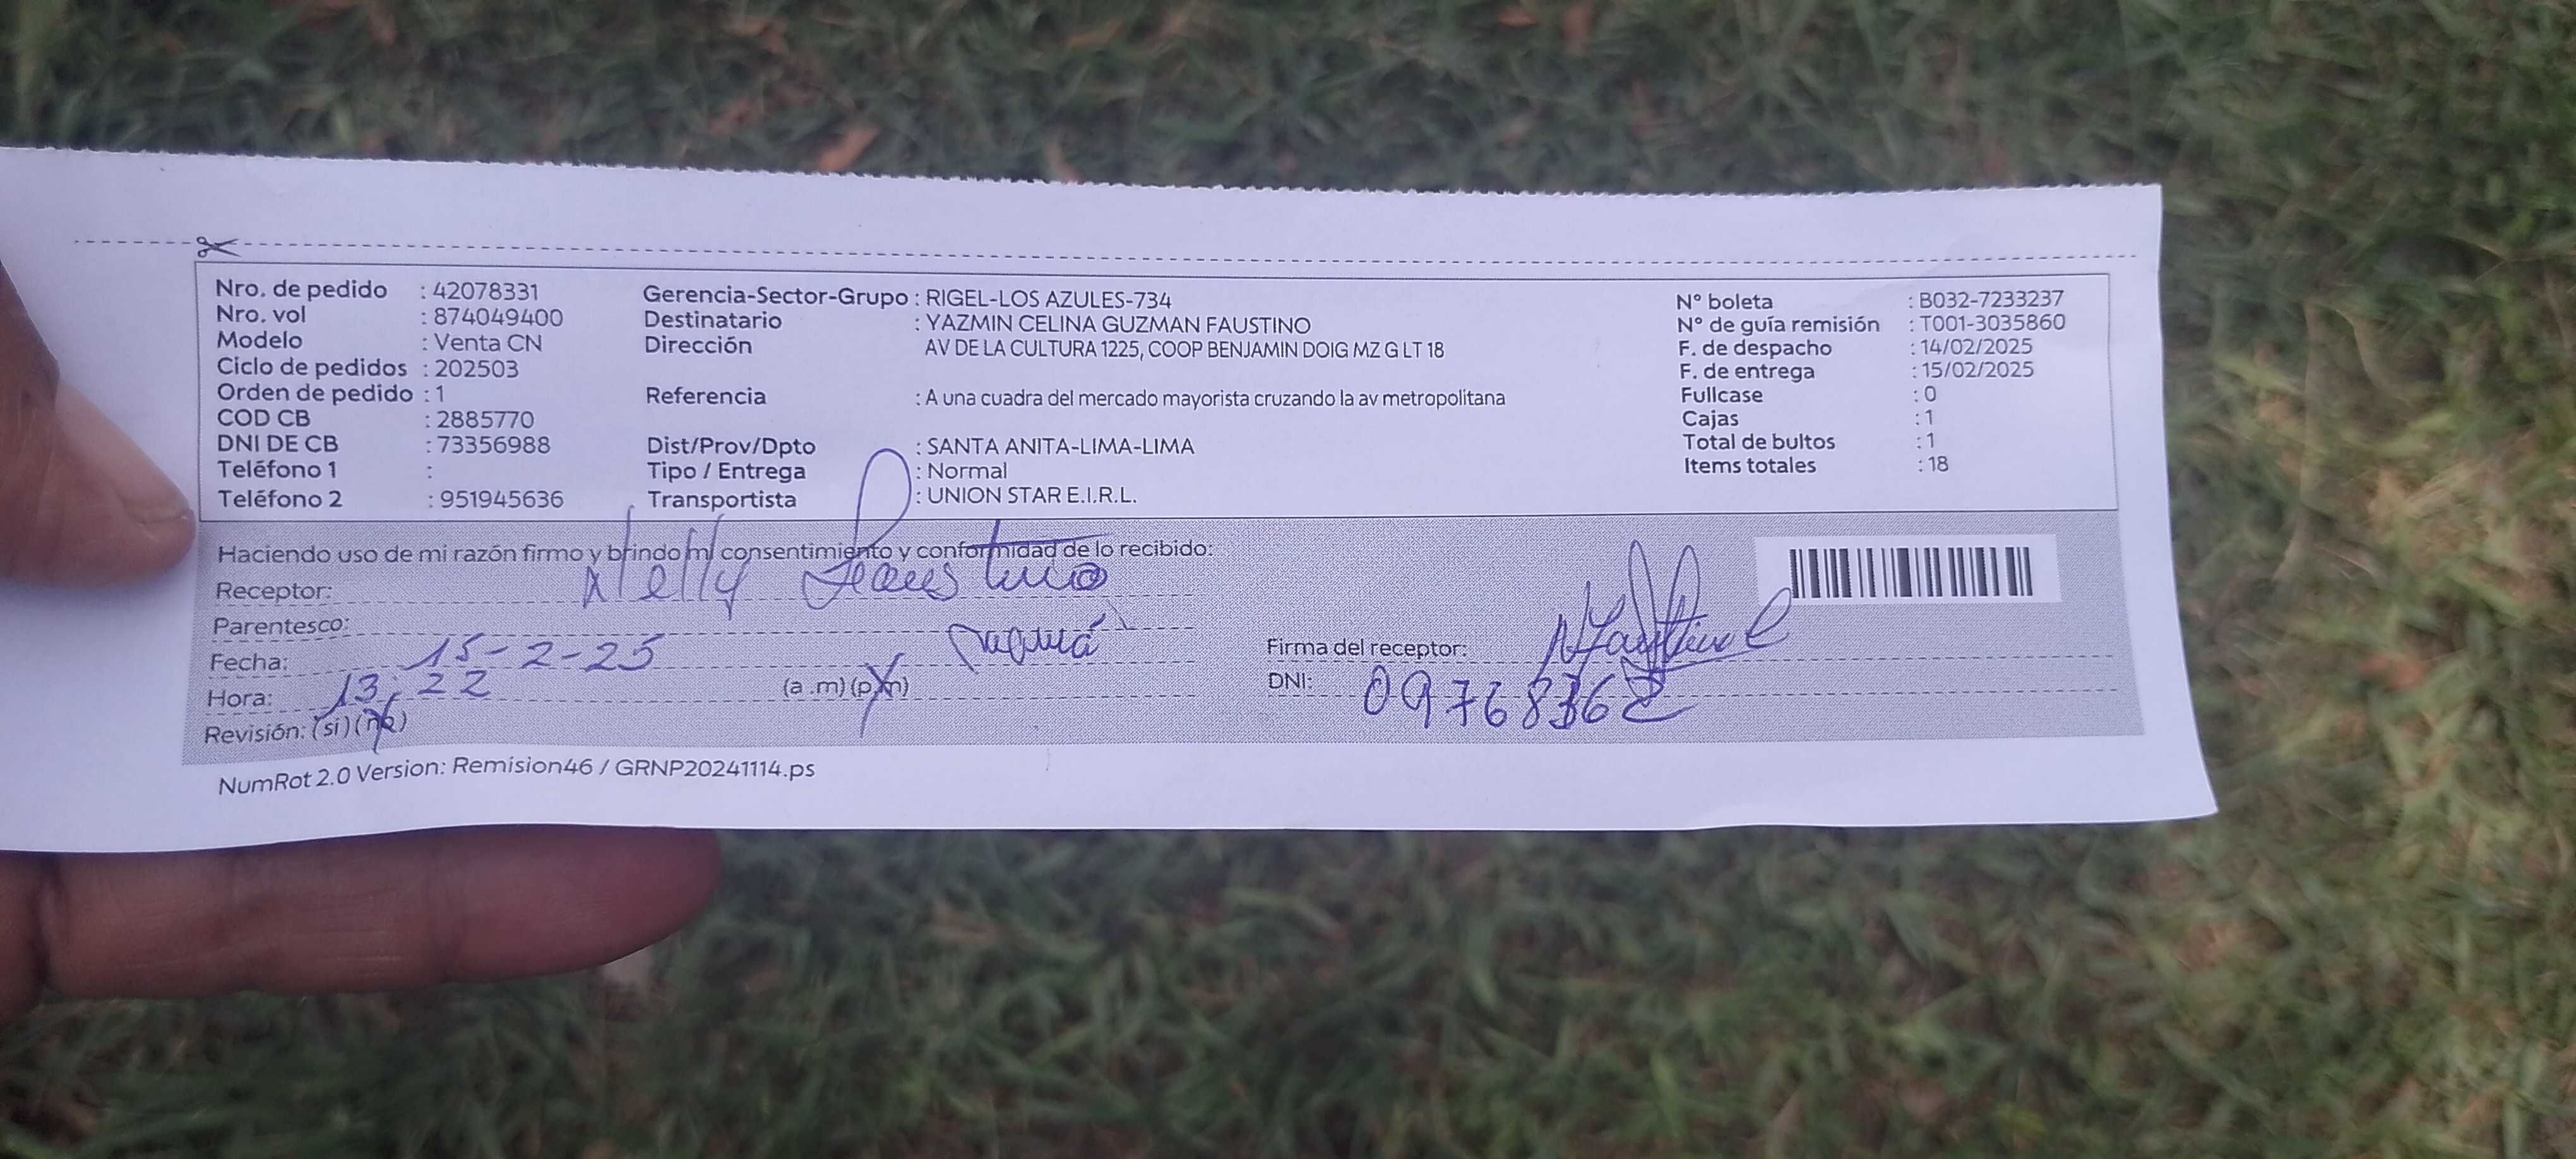 Nro. de pedido : 42078331
Nro. vol : 874049400
Modelo : Venta CN
Ciclo de pedidos : 202503
Orden de pedido : 1
COD CB : 2885770
DNI DE CB : 73356988
Teléfono 1 :
Teléfono 2 : 951945636
Gerencia-Sector-Grupo : RIGEL-LOS AZULES-734
Destinatario : YAZMIN CELINA GUZMAN FAUSTINO
Dirección AV DE LA CULTURA 1225, COOP BENJAMIN DOIG MZ G LT 18
Referencia : A una cuadra del mercado mayorista cruzando la av metropolitana
Dist/Prov/Dpto : SANTA ANITA-LIMA-LIMA
Tipo / Entrega : Normal
Transportista : UNION STAR E.I.R.L.
N° boleta : B032-7233237
N° de guía remisión : T001-3035860
F. de despacho : 14/02/2025
F. de entrega : 15/02/2025
Fullcase : 0
Cajas : 1
Total de bultos : 1
Items totales : 18
Haciendo uso de mi razón firmo y brindo mi consentimiento y conformidad de lo recibido:
Receptor: Nelly Faustino
Parentesco: mamá
Fecha: 15-2-25
Hora: 13:22 (a .m) (p.m)
Revisión: (si) (no)
Firma del receptor:
DNI: 09768362
NumRot 2.0 Version: Remision46 / GRNP20241114.ps